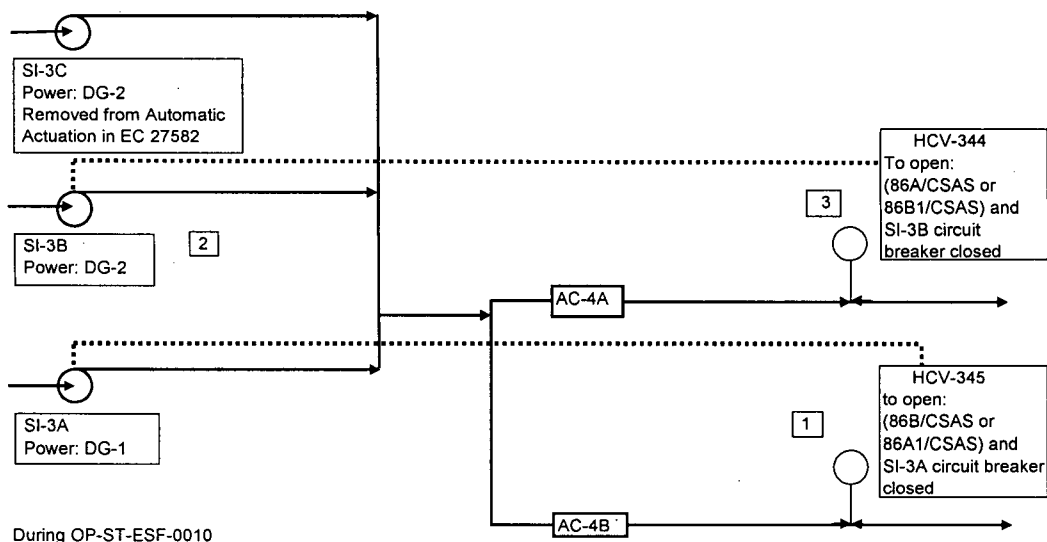 SI-3C
Power: DG-2
Removed from Automatic
Actuation in EC 27582
HCV-344
To open:
(86A/CSAS or
86B1/CSAS) and
SI-3B circuit
breaker closed
3
SI-3B
Power: DG-2
2
AC-4A
HCV-345
to open:
(86B/CSAS or
86A1/CSAS) and
SI-3A circuit breaker
closed
1
SI-3A
Power: DG-1
AC-4B
During OP-ST-ESF-0010